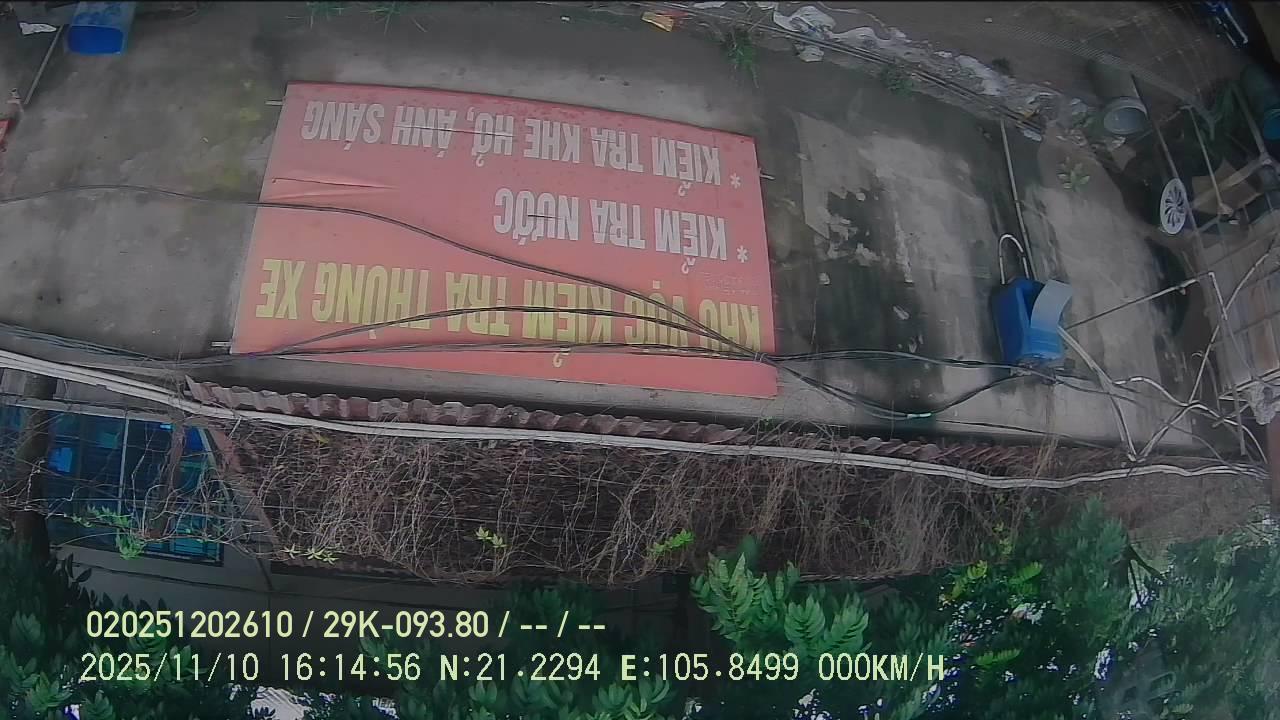 KHU VỰC KIỂM TRA THÙNG XE
* KIỂM TRA NƯỚC
* KIỂM TRA KHE HỞ, ÁNH SÁNG
020251202610 / 29K-093.80 / -- / --
2025/11/10 16:14:56 N:21.2294 E:105.8499 000KM/H